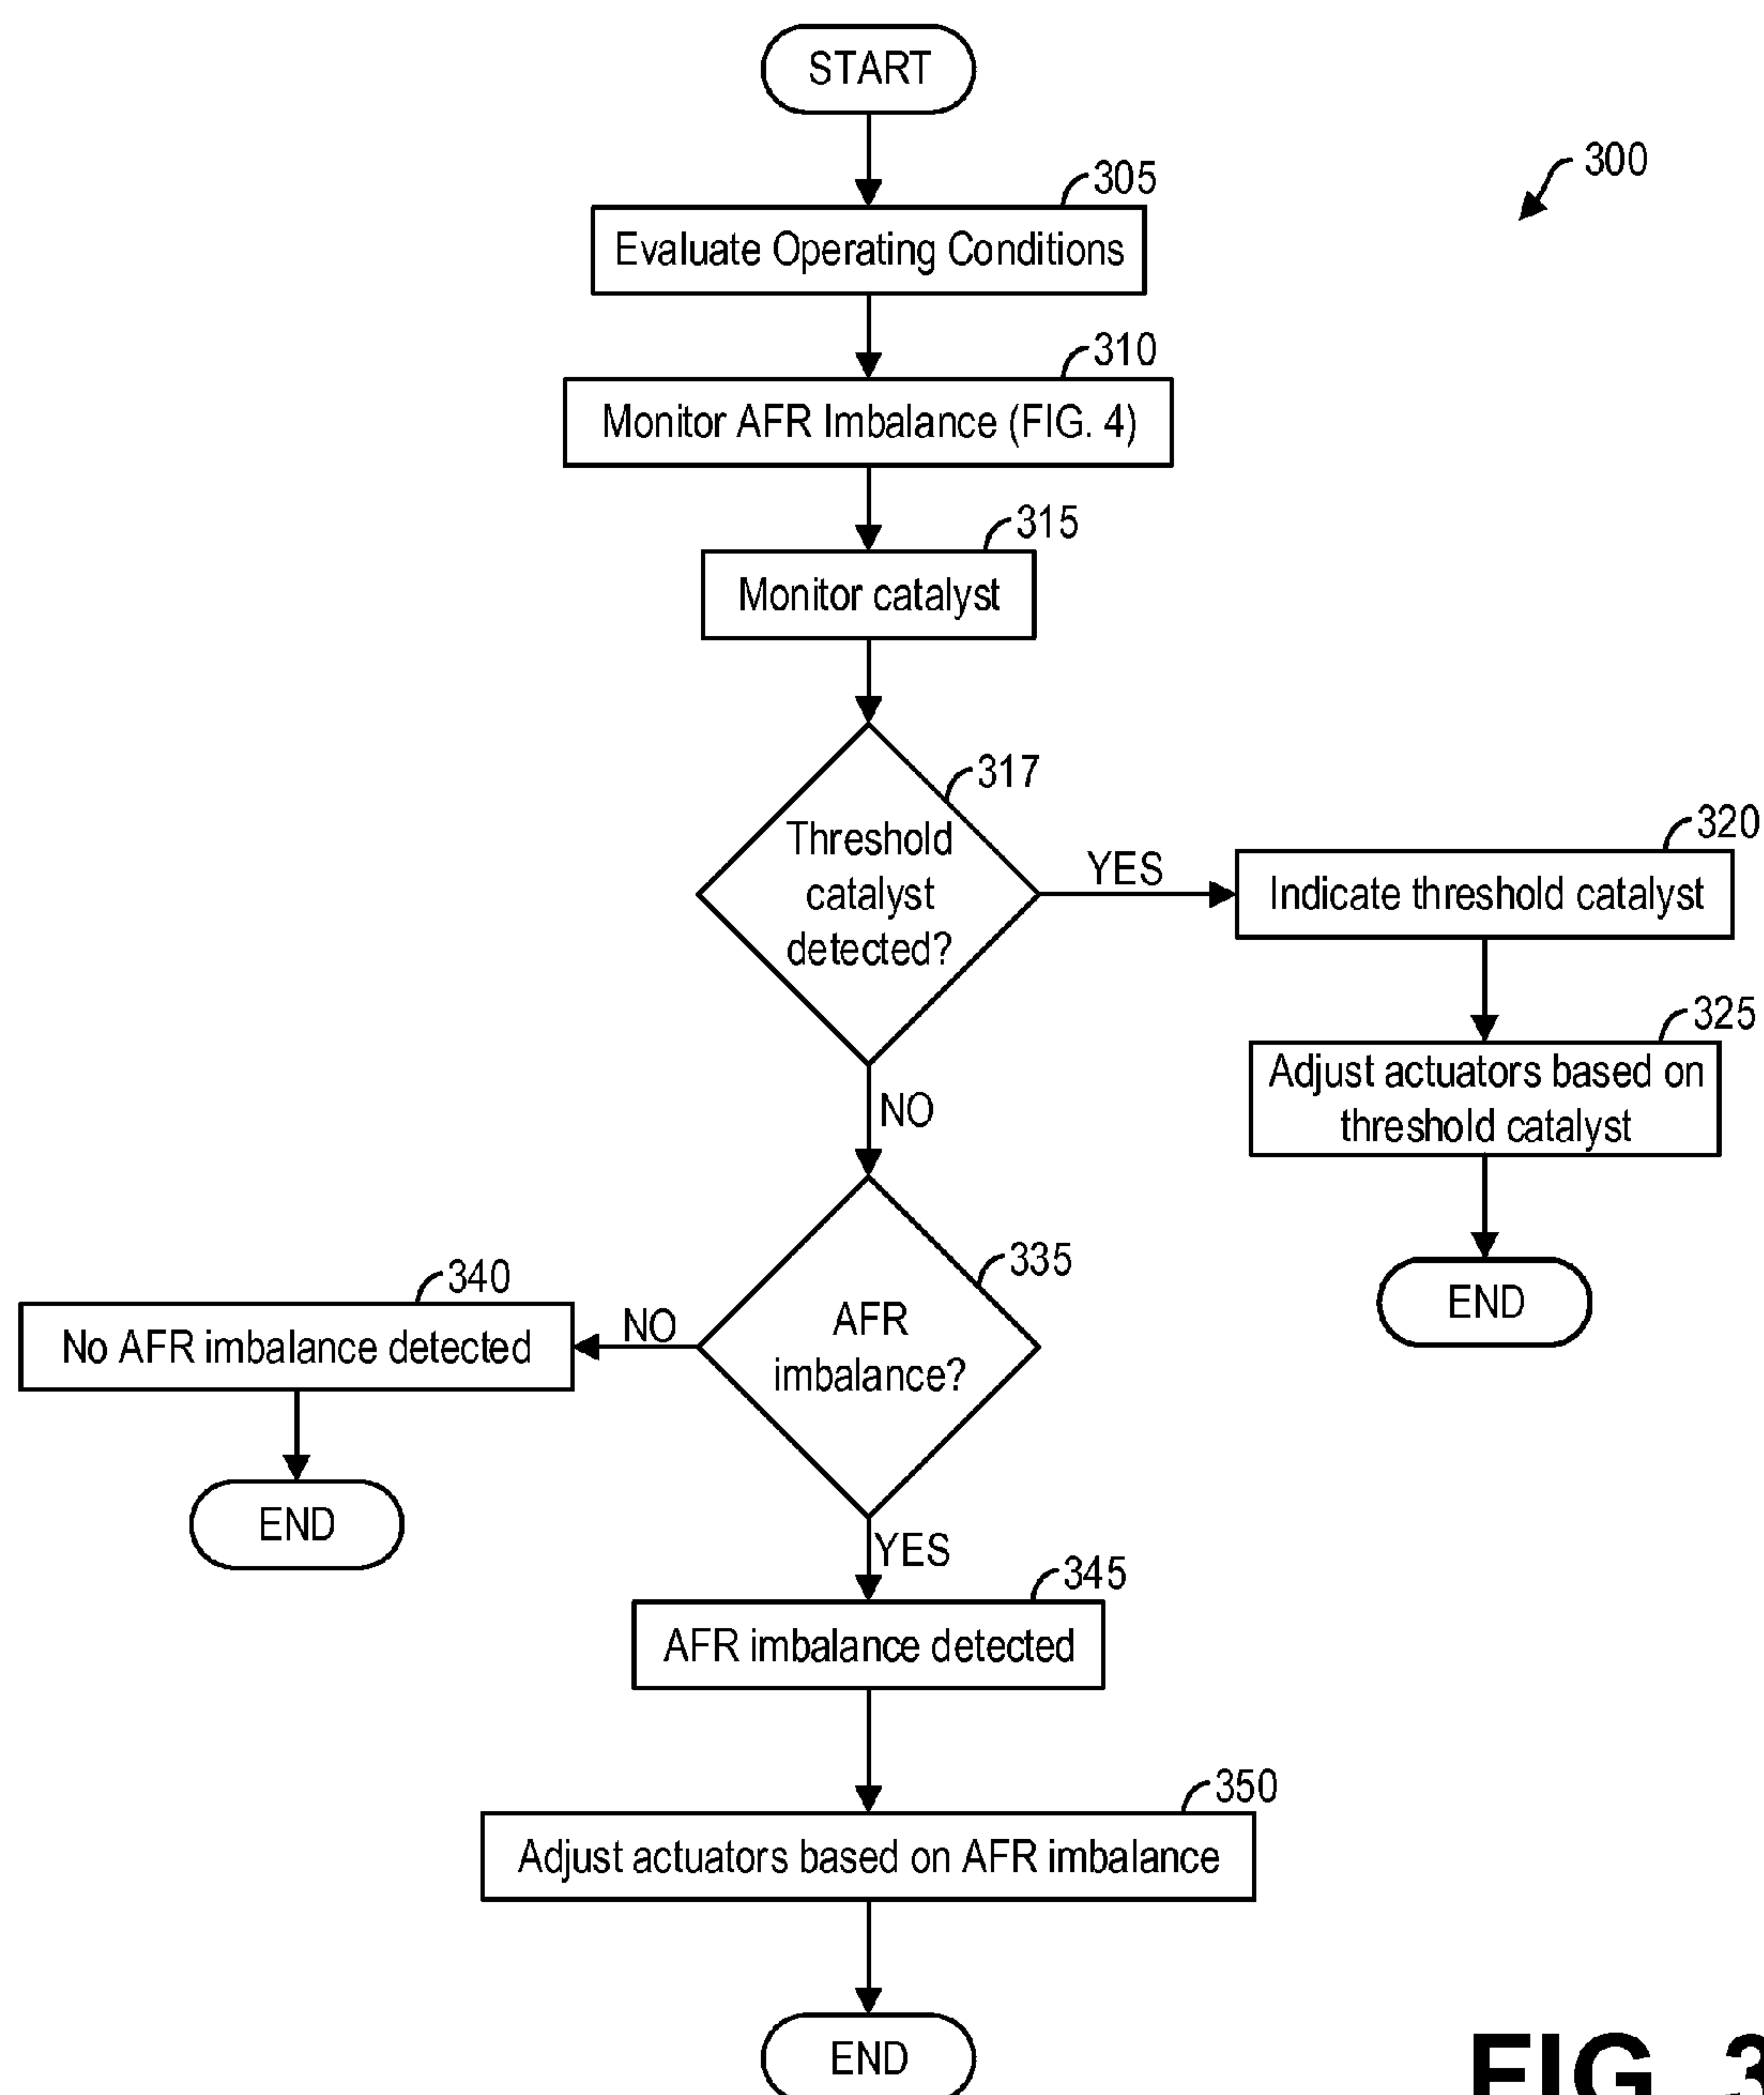 START
300
305
Evaluate Operating Conditions
310
Monitor AFR Imbalance (FIG. 4)
315
Monitor catalyst
317
Threshold
catalyst
detected?
YES
320
Indicate threshold catalyst
325
Adjust actuators based on
threshold catalyst
END
NO
335
AFR
imbalance?
NO
340
No AFR imbalance detected
END
YES
345
AFR imbalance detected
350
Adjust actuators based on AFR imbalance
END
FIG. 3